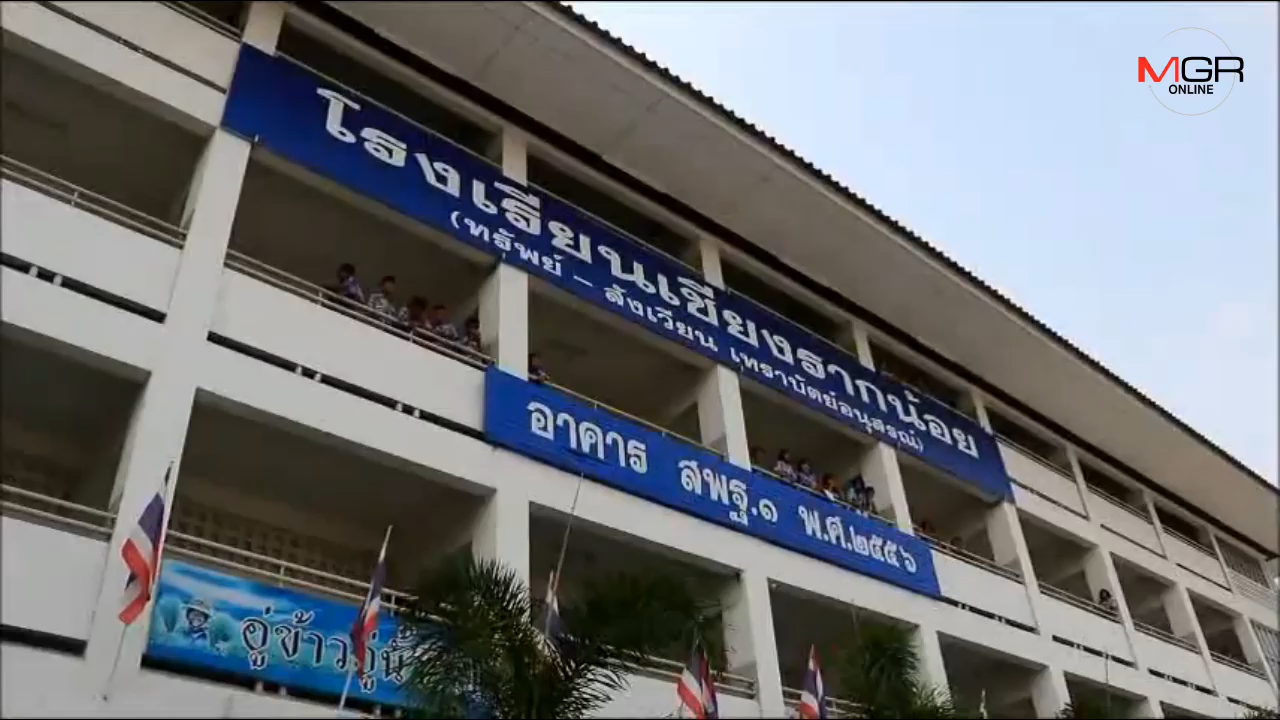 MGR
ONLINE
โรงเรียนเชียงรากน้อย
(ทรัพย์ - สังเวียน เทราบัตย์อนุสรณ์)
อาคาร สพฐ.๑ พ.ศ.๒๕๕๖
อู่ข้าวอู่น้ำ